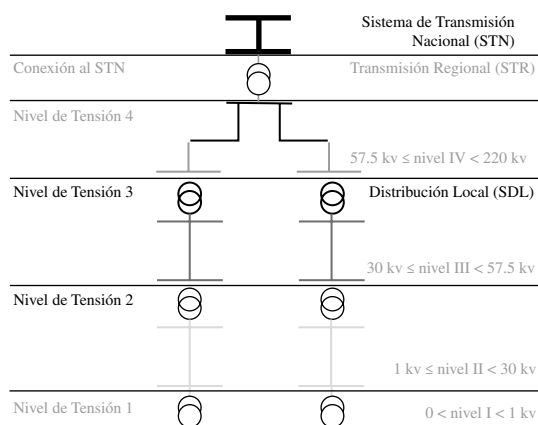 Sistema de Transmisión
Nacional (STN)
Conexión al STN
Transmisión Regional (STR)
Nivel de Tensión 4
57.5 kv ≤ nivel IV < 220 kv
Nivel de Tensión 3
Distribución Local (SDL)
30 kv ≤ nivel III < 57.5 kv
Nivel de Tensión 2
1 kv ≤ nivel II < 30 kv
Nivel de Tensión 1
0 < nivel I < 1 kv